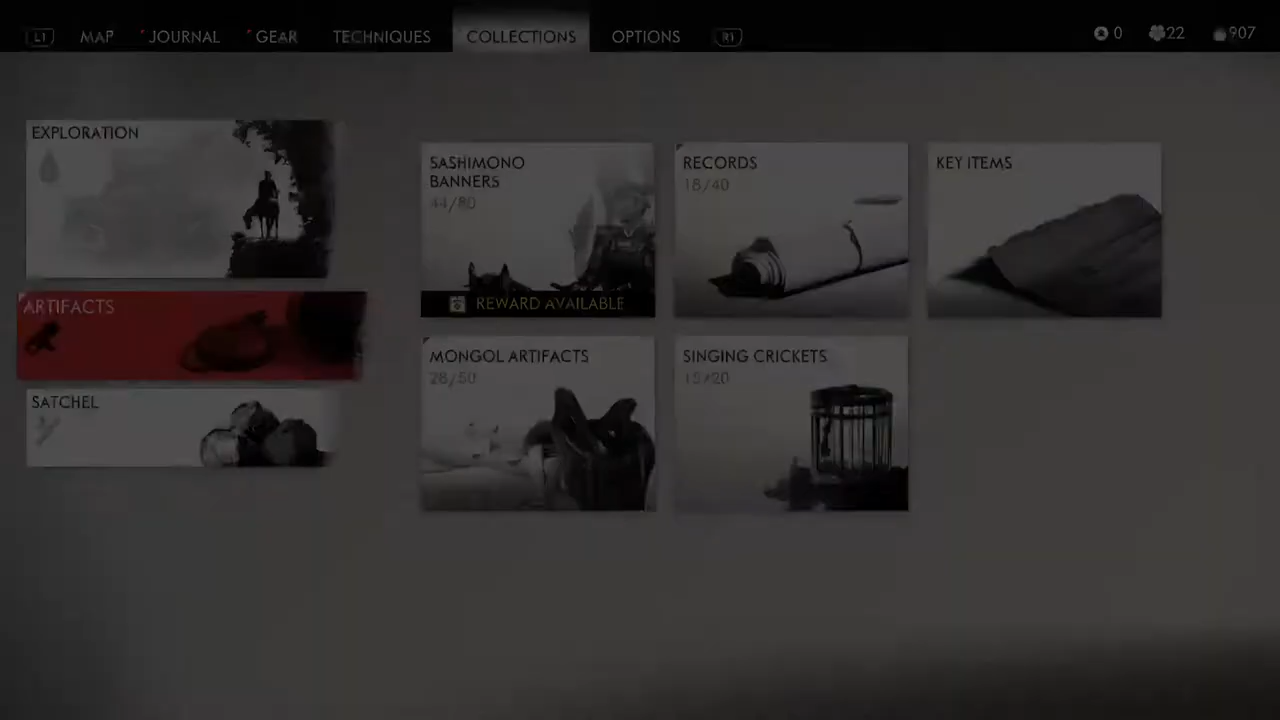 L1 MAP JOURNAL GEAR TECHNIQUES COLLECTIONS OPTIONS R1 0 22 907
EXPLORATION
ARTIFACTS
SATCHEL
SASHIMONO
BANNERS
44/80
REWARD AVAILABLE
RECORDS
18/40
KEY ITEMS
MONGOL ARTIFACTS
28/50
SINGING CRICKETS
15/20